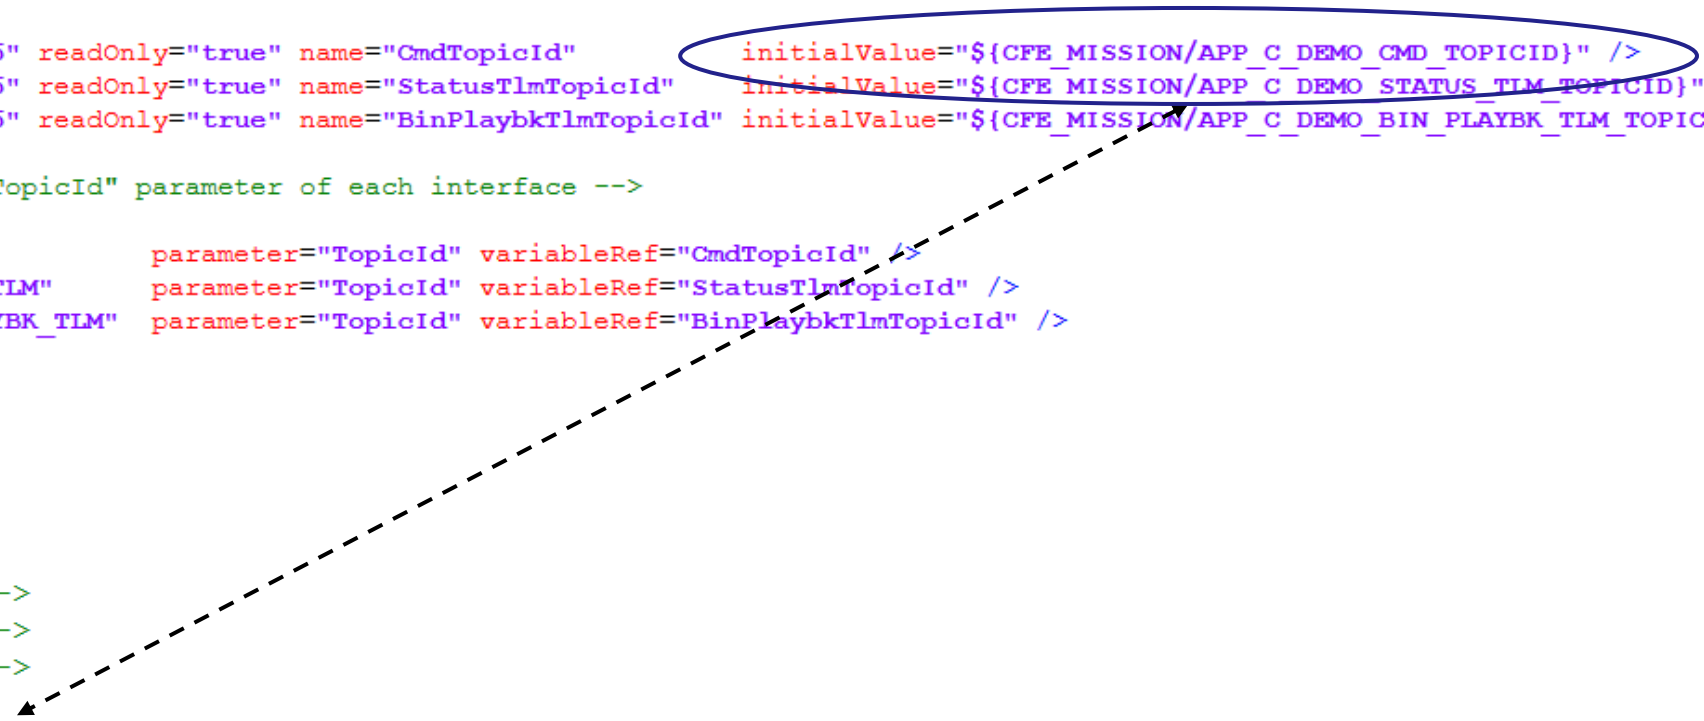 5" readOnly="true" name="CmdTopicId" initialValue="${CFE_MISSION/APP_C_DEMO_CMD_TOPICID}" />
5" readOnly="true" name="StatusTlmTopicId" initialValue="${CFE_MISSION/APP_C_DEMO_STATUS_TLM_TOPICID}"
5" readOnly="true" name="BinPlaybkTlmTopicId" initialValue="${CFE_MISSION/APP_C_DEMO_BIN_PLAYBK_TLM_TOPIC
TopicId" parameter of each interface -->
parameter="TopicId" variableRef="CmdTopicId" />
TLM" parameter="TopicId" variableRef="StatusTlmTopicId" />
YBK_TLM" parameter="TopicId" variableRef="BinPlaybkTlmTopicId" />
->
->
->